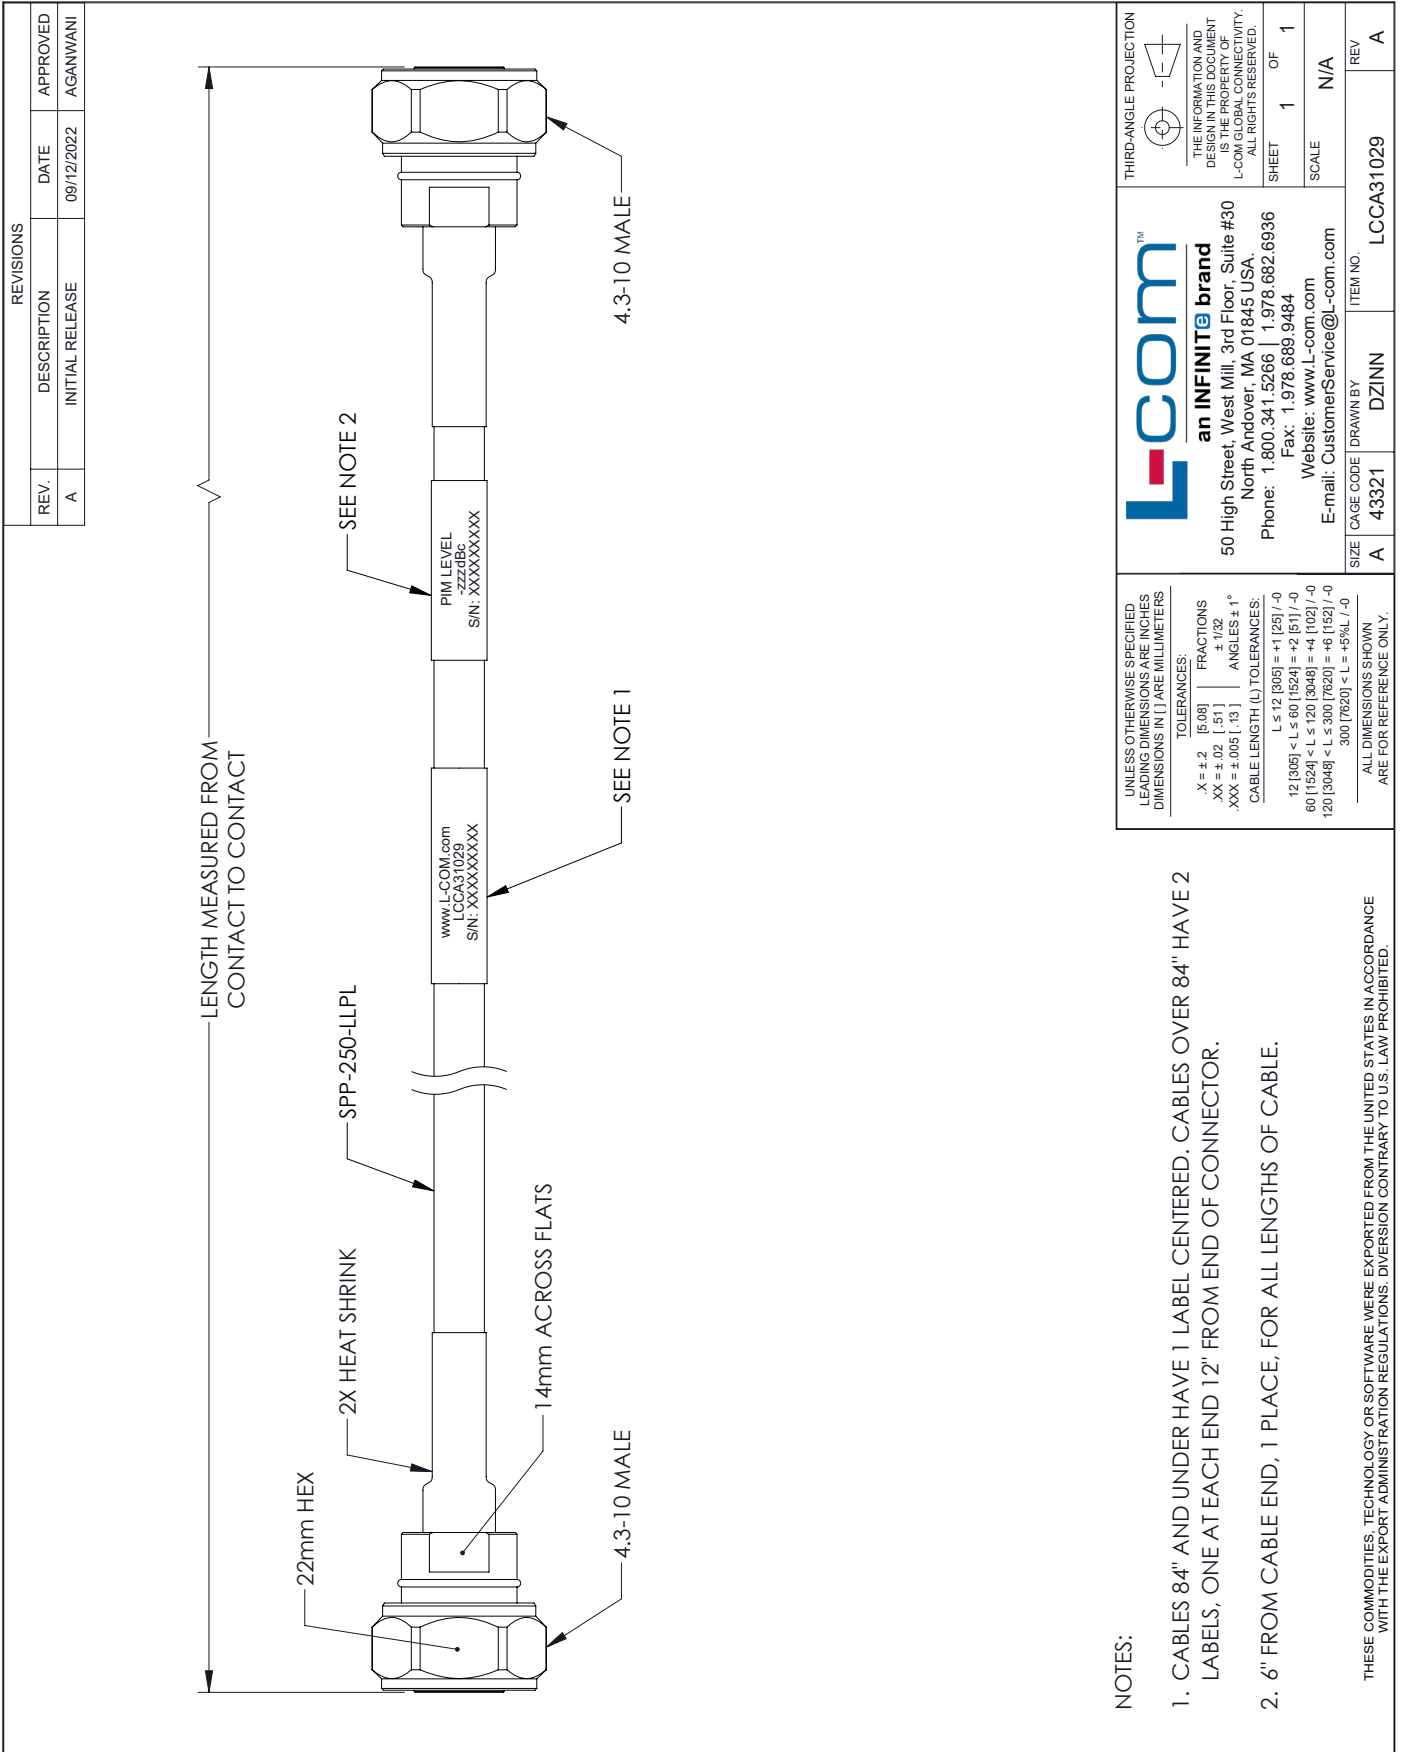 REVISIONS
REV. DESCRIPTION DATE APPROVED
A INITIAL RELEASE 09/12/2022 AGANWANI
LENGTH MEASURED FROM
CONTACT TO CONTACT
22mm HEX
2X HEAT SHRINK
SPP-250-LLPL
SEE NOTE 2
www.L-COM.com
LCCA31029
S/N: XXXXXXXXX
PIM LEVEL
-zzzdBc
S/N: XXXXXXXXX
14mm ACROSS FLATS
4.3-10 MALE
SEE NOTE 1
4.3-10 MALE
NOTES:
1. CABLES 84" AND UNDER HAVE 1 LABEL CENTERED. CABLES OVER 84" HAVE 2
LABELS, ONE AT EACH END 12" FROM END OF CONNECTOR.
2. 6" FROM CABLE END, 1 PLACE, FOR ALL LENGTHS OF CABLE.
THESE COMMODITIES, TECHNOLOGY OR SOFTWARE WERE EXPORTED FROM THE UNITED STATES IN ACCORDANCE
WITH THE EXPORT ADMINISTRATION REGULATIONS. DIVERSION CONTRARY TO U.S. LAW PROHIBITED.
UNLESS OTHERWISE SPECIFIED
LEADING DIMENSIONS ARE INCHES
DIMENSIONS IN [ ] ARE MILLIMETERS
TOLERANCES:
.X = ±.2 [5.08] FRACTIONS
.XX = ±.02 [.51] ± 1/32
.XXX = ±.005 [.13] ANGLES ± 1°
CABLE LENGTH (L) TOLERANCES:
L ≤ 12 [305] = +1 [25] / -0
12 [305] < L ≤ 60 [1524] = +2 [51] / -0
60 [1524] < L ≤ 120 [3048] = +4 [102] / -0
120 [3048] < L ≤ 300 [7620] = +6 [152] / -0
300 [7620] < L = +5%L / -0
ALL DIMENSIONS SHOWN
ARE FOR REFERENCE ONLY.
L-com™
an INFINITe brand
50 High Street, West Mill, 3rd Floor, Suite #30
North Andover, MA 01845 USA.
Phone: 1.800.341.5266 | 1.978.682.6936
Fax: 1.978.689.9484
Website: www.L-com.com
E-mail: CustomerService@L-com.com
THIRD-ANGLE PROJECTION
THE INFORMATION AND
DESIGN IN THIS DOCUMENT
IS THE PROPERTY OF
L-COM GLOBAL CONNECTIVITY.
ALL RIGHTS RESERVED.
SHEET 1 OF 1
SCALE N/A
SIZE A
CAGE CODE 43321
DRAWN BY DZINN
ITEM NO. LCCA31029
REV A